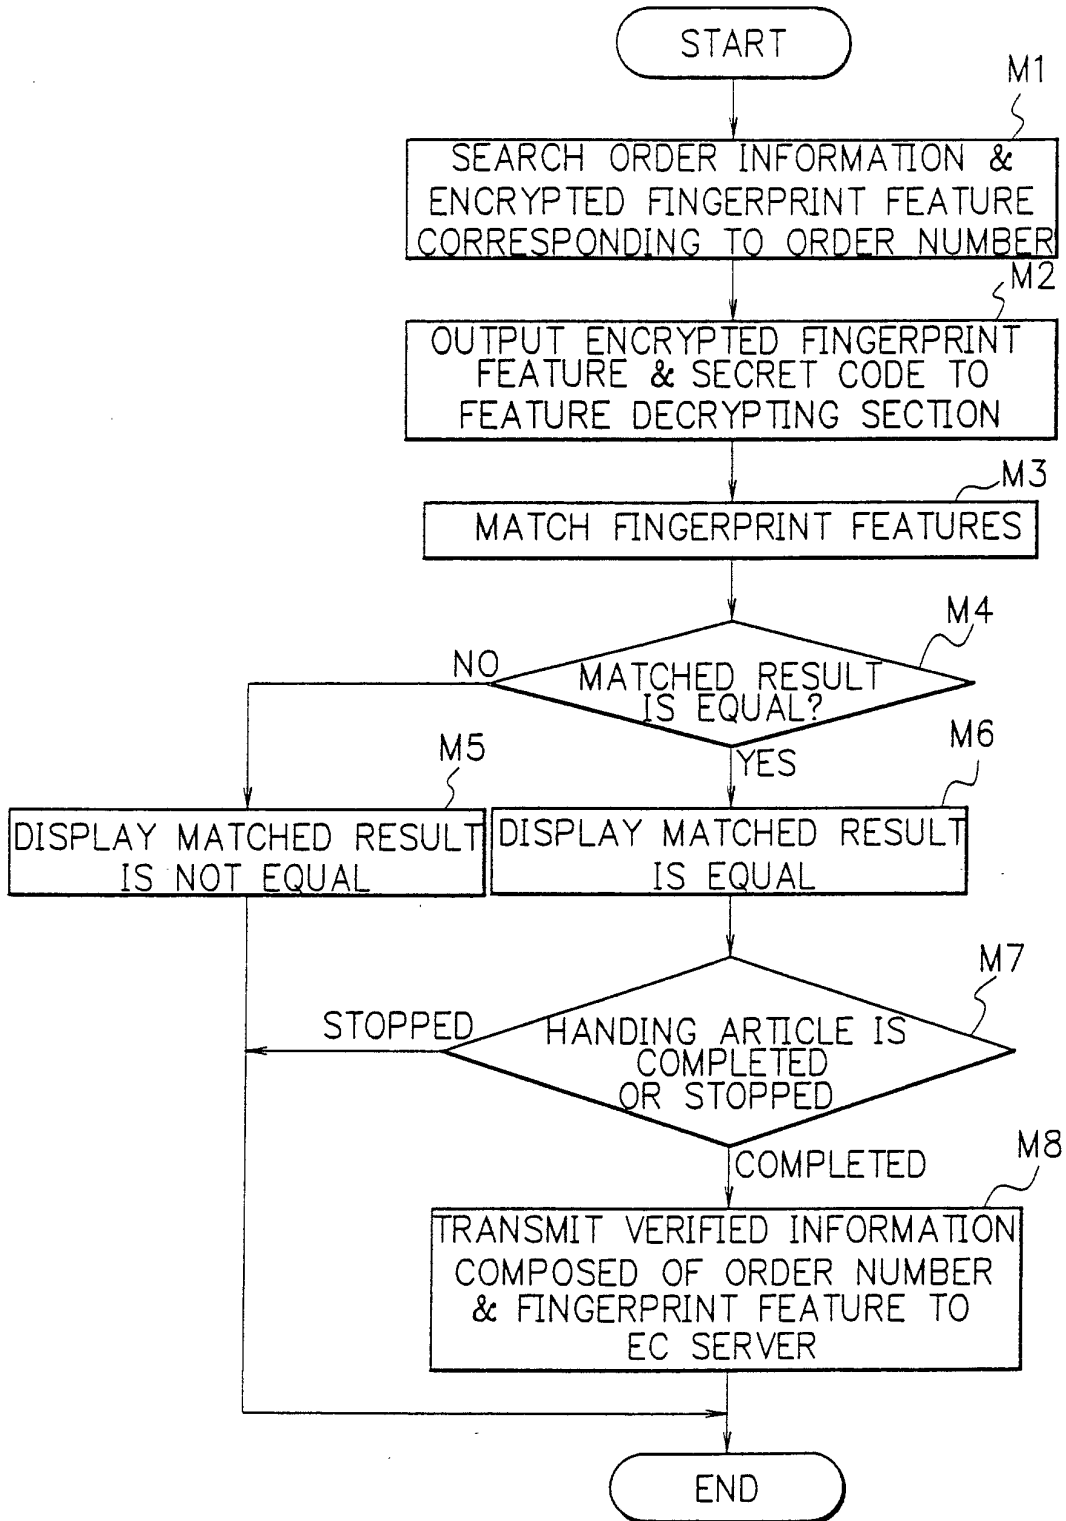 START
M1
SEARCH ORDER INFORMATION &
ENCRYPTED FINGERPRINT FEATURE
CORRESPONDING TO ORDER NUMBER
M2
OUTPUT ENCRYPTED FINGERPRINT
FEATURE & SECRET CODE TO
FEATURE DECRYPTING SECTION
M3
MATCH FINGERPRINT FEATURES
M4
NO
MATCHED RESULT
IS EQUAL?
YES
M5
M6
DISPLAY MATCHED RESULT
IS NOT EQUAL
DISPLAY MATCHED RESULT
IS EQUAL
M7
STOPPED
HANDING ARTICLE IS
COMPLETED
OR STOPPED
COMPLETED
M8
TRANSMIT VERIFIED INFORMATION
COMPOSED OF ORDER NUMBER
& FINGERPRINT FEATURE TO
EC SERVER
END